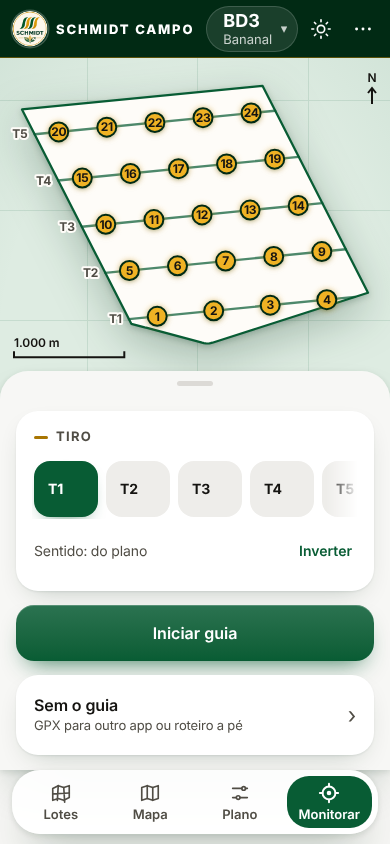 SCHMIDT
SCHMIDT CAMPO
BD3
Bananal
N
T5
20
21
22
23
24
T4
15
16
17
18
19
T3
10
11
12
13
14
T2
5
6
7
8
9
T1
1
2
3
4
1.000 m
TIRO
T1
T2
T3
T4
T5
Sentido: do plano
Inverter
Iniciar guia
Sem o guia
GPX para outro app ou roteiro a pé
Lotes
Mapa
Plano
Monitorar